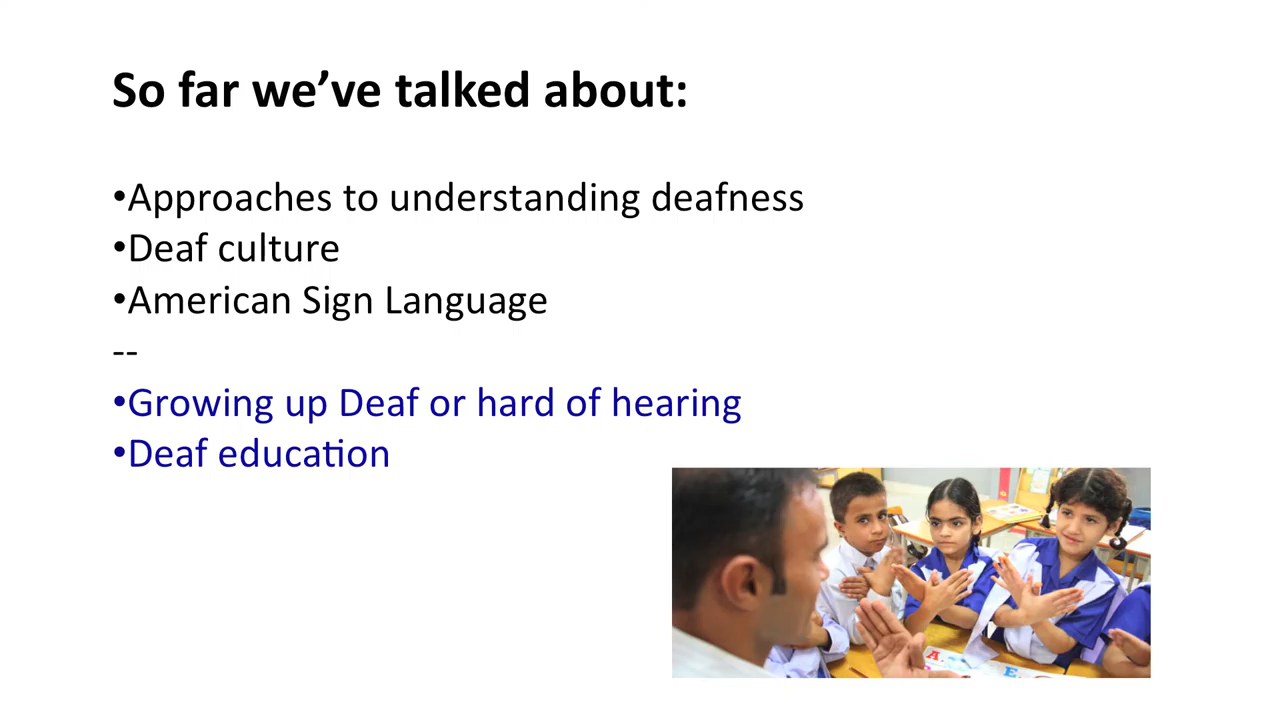 So far we’ve talked about:
•Approaches to understanding deafness
•Deaf culture
•American Sign Language
--
•Growing up Deaf or hard of hearing
•Deaf education
A.
E.